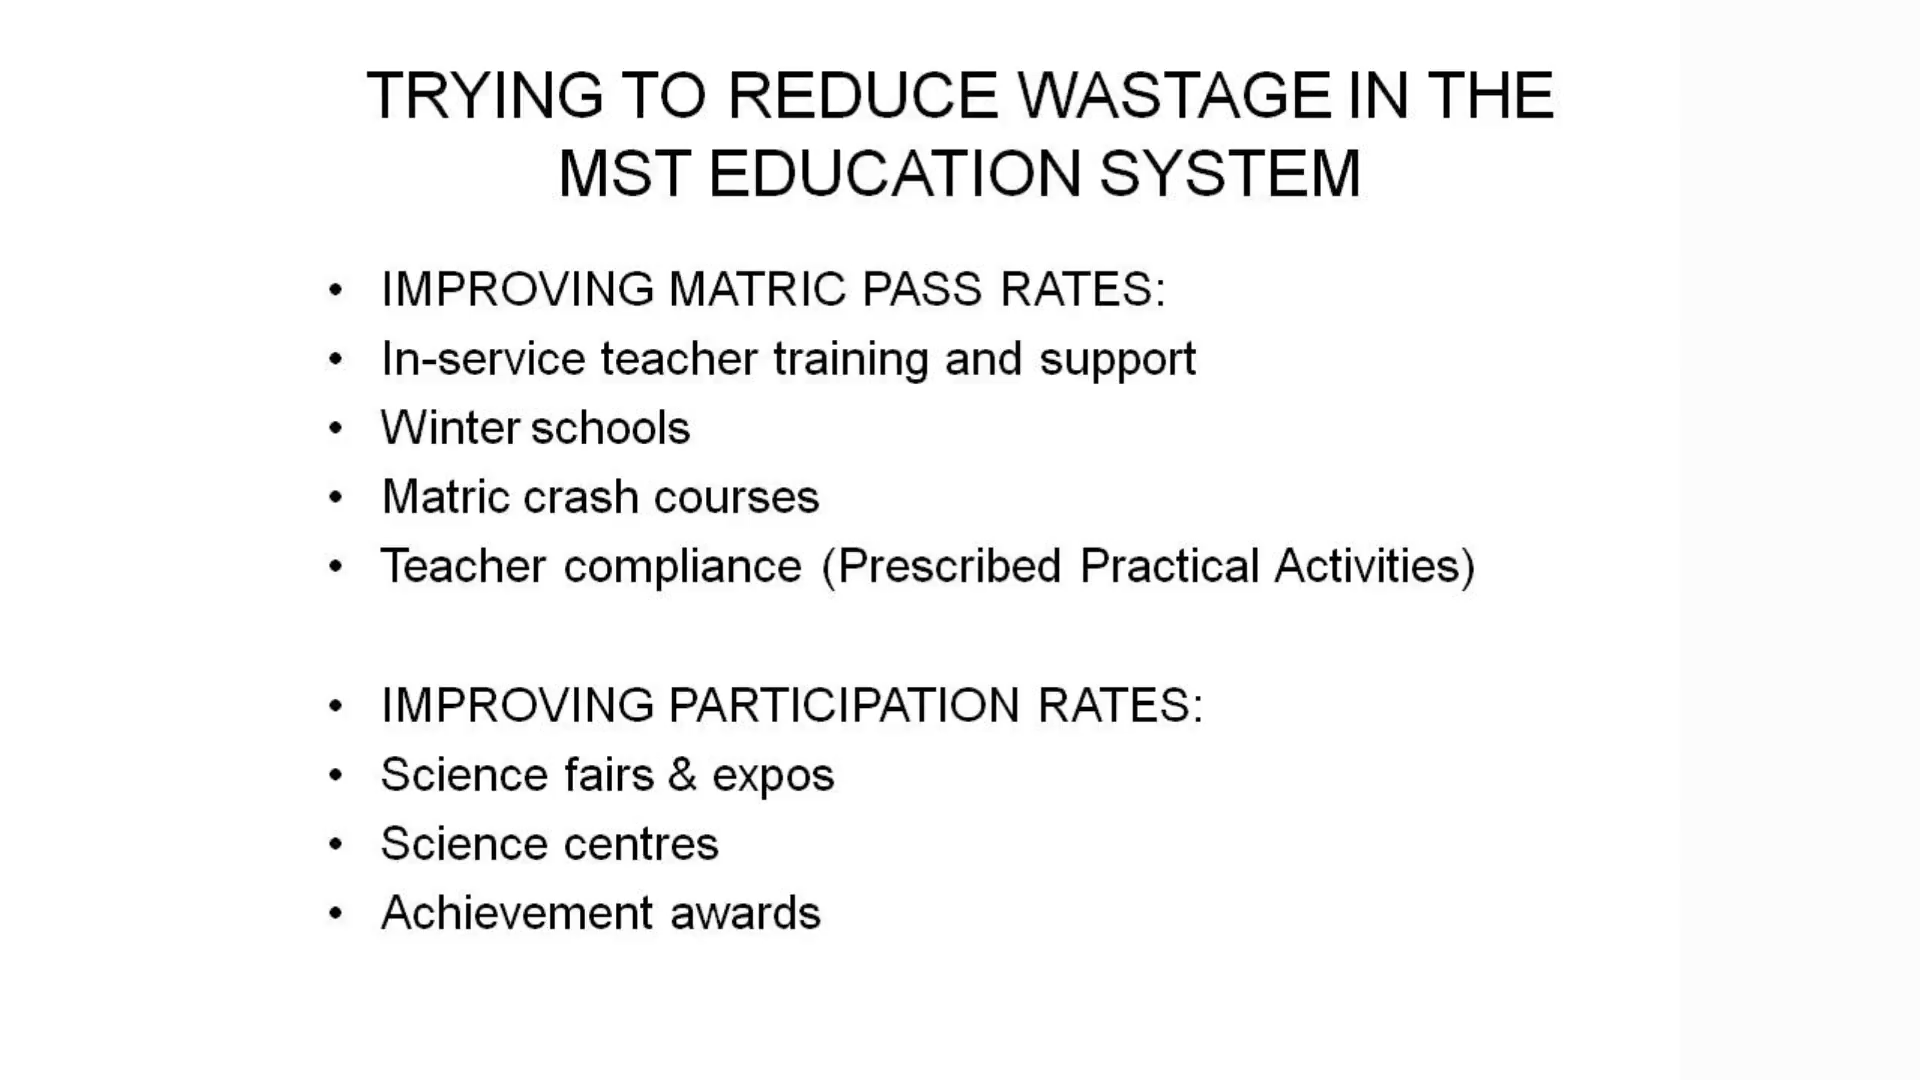 TRYING TO REDUCE WASTAGE IN THE
MST EDUCATION SYSTEM
• IMPROVING MATRIC PASS RATES:
• In-service teacher training and support
• Winter schools
• Matric crash courses
• Teacher compliance (Prescribed Practical Activities)
• IMPROVING PARTICIPATION RATES:
• Science fairs & expos
• Science centres
• Achievement awards